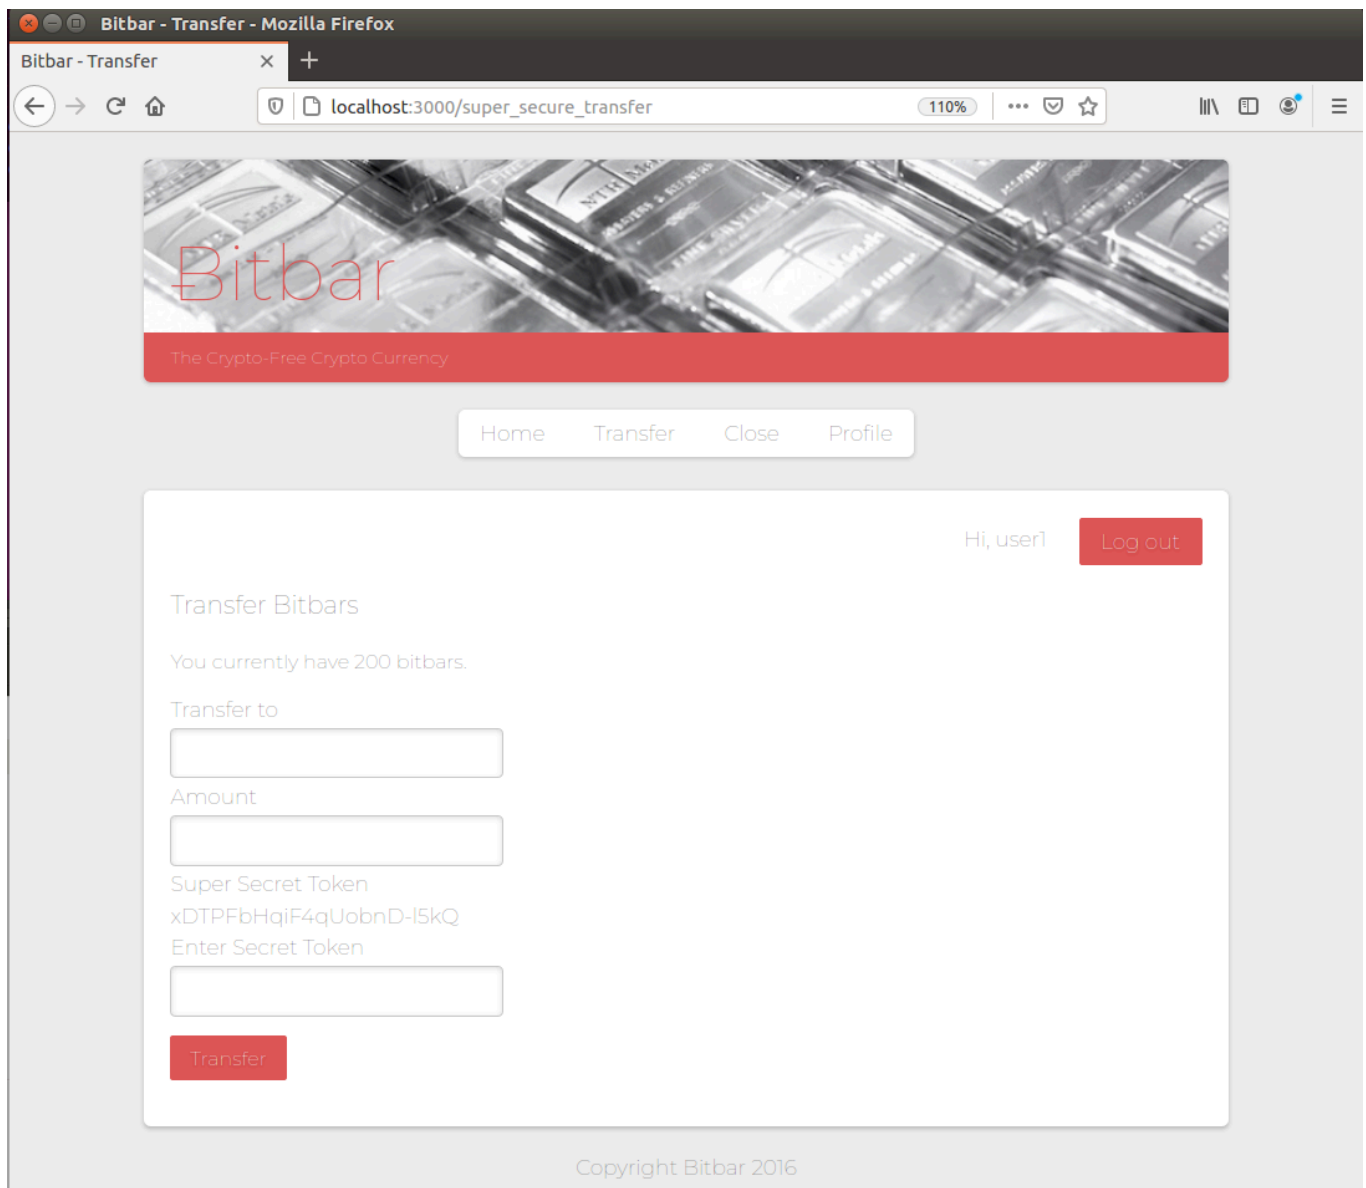 Bitbar - Transfer - Mozilla Firefox
Bitbar - Transfer
localhost:3000/super_secure_transfer
110%
Bitbar
The Crypto-Free Crypto Currency
Home Transfer Close Profile
Hi, user1 Log out
Transfer Bitbars
You currently have 200 bitbars.
Transfer to
Amount
Super Secret Token
xDTPFbHqiF4qUobnD-l5kQ
Enter Secret Token
Transfer
Copyright Bitbar 2016